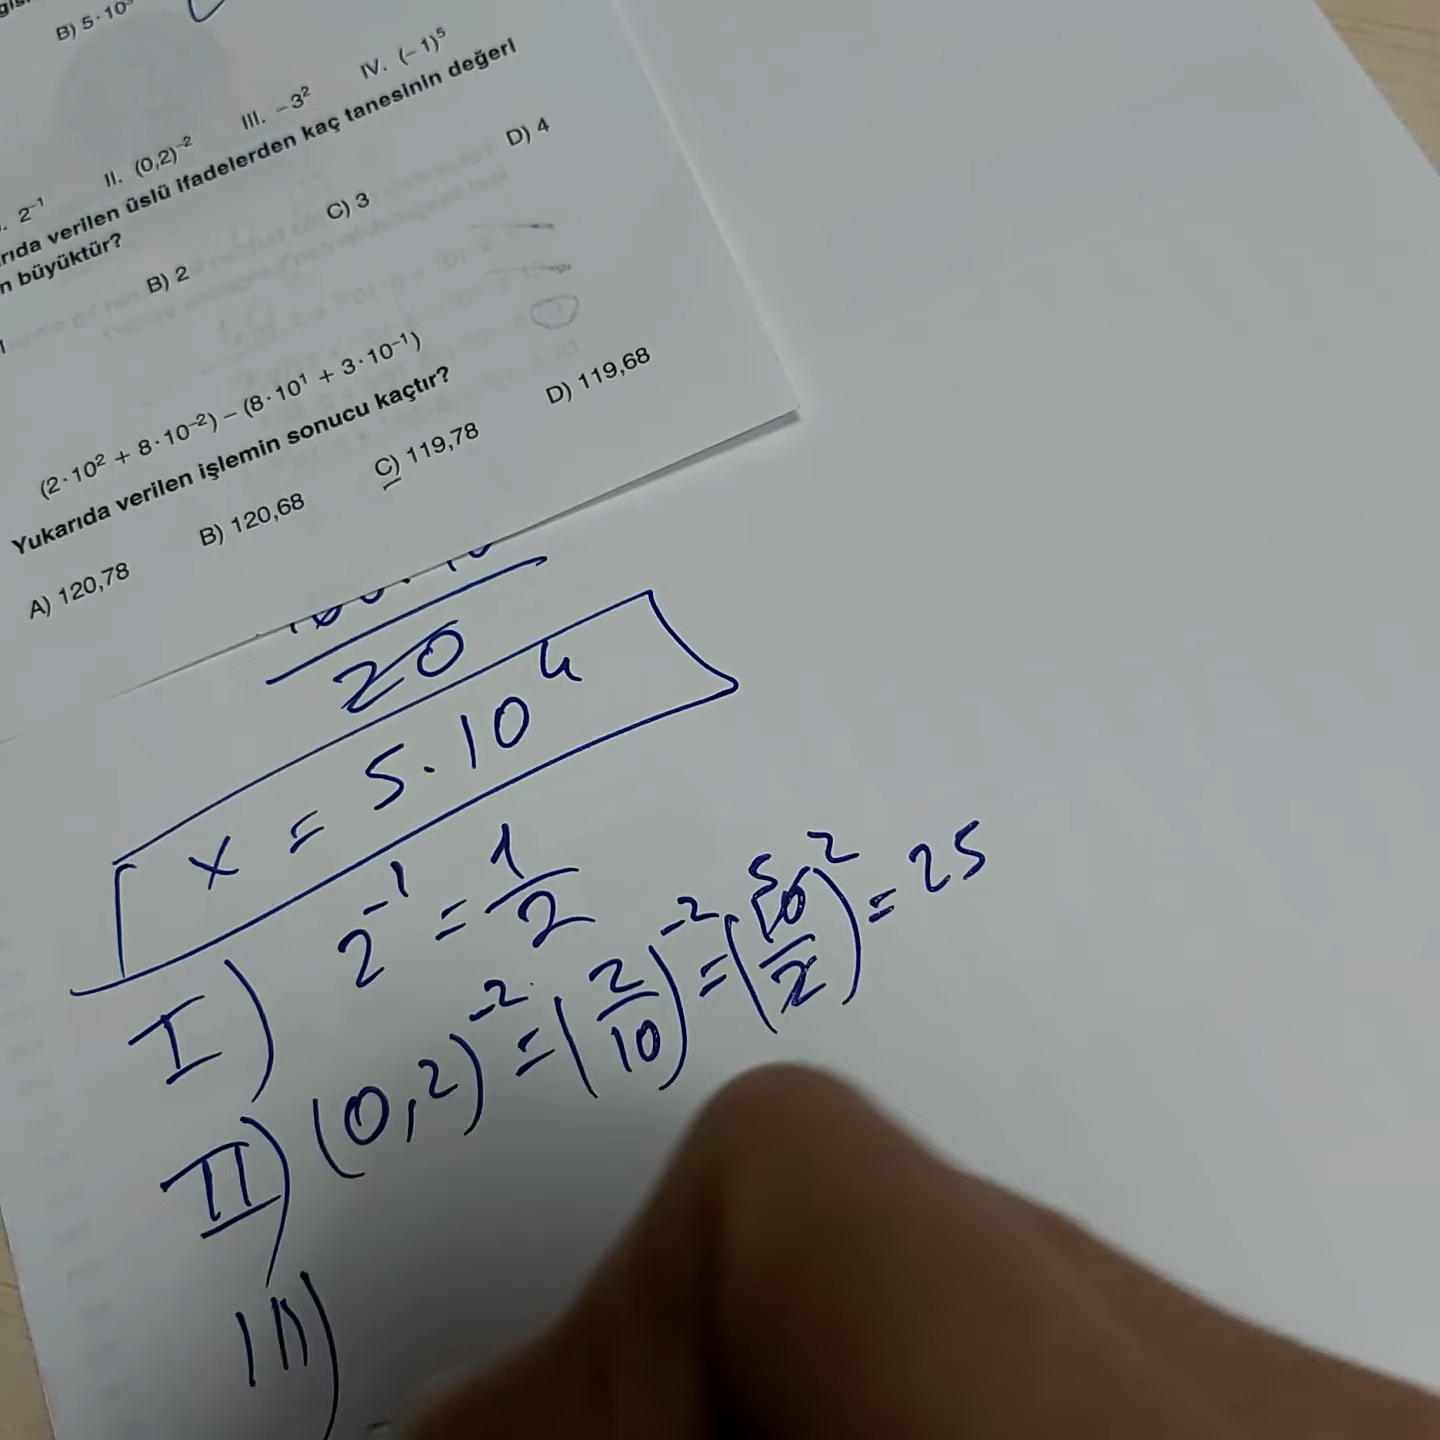 B) 5·10
2⁻¹ II. (0,2)⁻² III. –3² IV. (–1)⁵
verilen üslü ifadelerden kaç tanesinin değeri
büyüktür?
B) 2 C) 3 D) 4
(2·10² + 8·10⁻²) – (8·10¹ + 3·10⁻¹)
Yukarıda verilen işlemin sonucu kaçtır?
A) 120,78 B) 120,68 C) 119,78 D) 119,68
20
x = 5.10⁴
I) 2⁻¹ = 1/2
II) (0,2)⁻² = (2/10)⁻² = (10/2)² = 25
5
III)